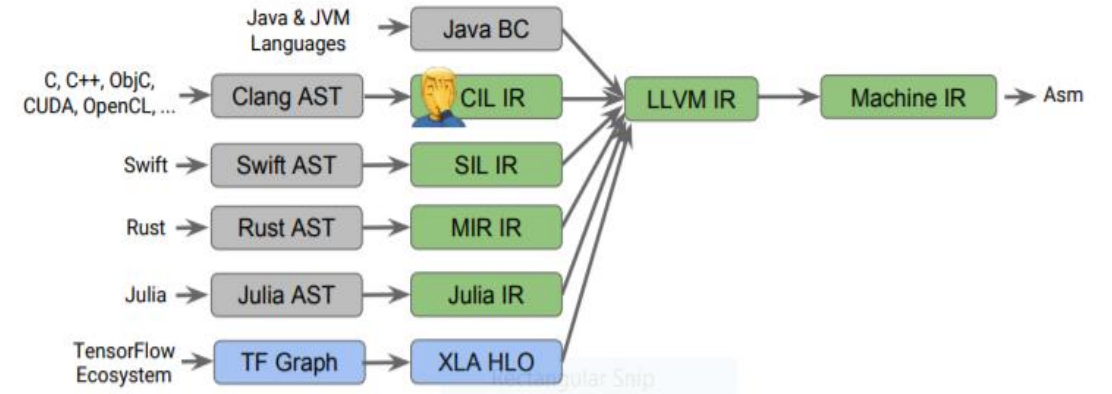 Java & JVM
Languages
Java BC
C, C++, ObjC,
CUDA, OpenCL, ...
Clang AST
CIL IR
LLVM IR
Machine IR
Asm
Swift
Swift AST
SIL IR
Rust
Rust AST
MIR IR
Julia
Julia AST
Julia IR
TensorFlow
Ecosystem
TF Graph
XLA HLO
Rectangular Snip